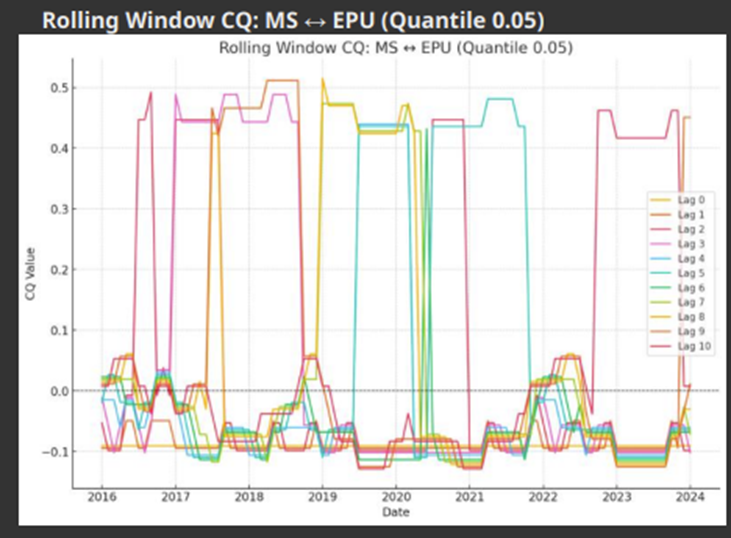 Rolling Window CQ: MS ↔ EPU (Quantile 0.05)
Rolling Window CQ: MS ↔ EPU (Quantile 0.05)
CQ Value
0.5
0.4
0.3
0.2
0.1
0.0
−0.1
Lag 0
Lag 1
Lag 2
Lag 3
Lag 4
Lag 5
Lag 6
Lag 7
Lag 8
Lag 9
Lag 10
2016 2017 2018 2019 2020 2021 2022 2023 2024
Date